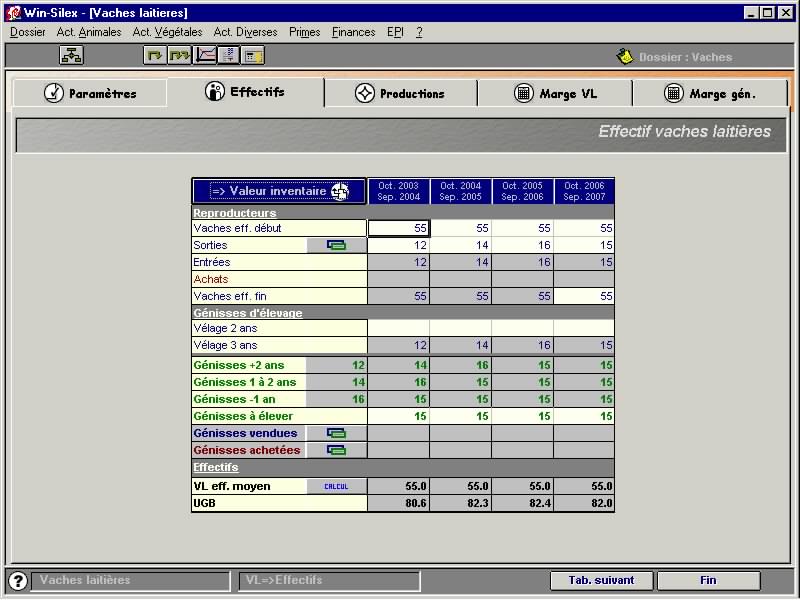 Win-Silex - [Vaches laitieres]
Dossier Act. Animales Act. Végétales Act. Diverses Primes Finances EPI ?
Dossier : Vaches
Paramètres Effectifs Productions Marge VL Marge gén.
Effectif vaches laitières
=> Valeur inventaire Oct. 2003 Oct. 2004 Oct. 2005 Oct. 2006
Sep. 2004 Sep. 2005 Sep. 2006 Sep. 2007
Reproducteurs
Vaches eff. début 55 55 55 55
Sorties 12 14 16 15
Entrées 12 14 16 15
Achats
Vaches eff. fin 55 55 55 55
Génisses d'élevage
Vélage 2 ans
Vélage 3 ans 12 14 16 15
Génisses +2 ans 12 14 16 15 15
Génisses 1 à 2 ans 14 16 15 15 15
Génisses -1 an 16 15 15 15 15
Génisses à élever 15 15 15 15
Génisses vendues
Génisses achetées
Effectifs
VL eff. moyen CALCUL 55.0 55.0 55.0 55.0
UGB 80.6 82.3 82.4 82.0
? Vaches laitières VL=>Effectifs Tab. suivant Fin